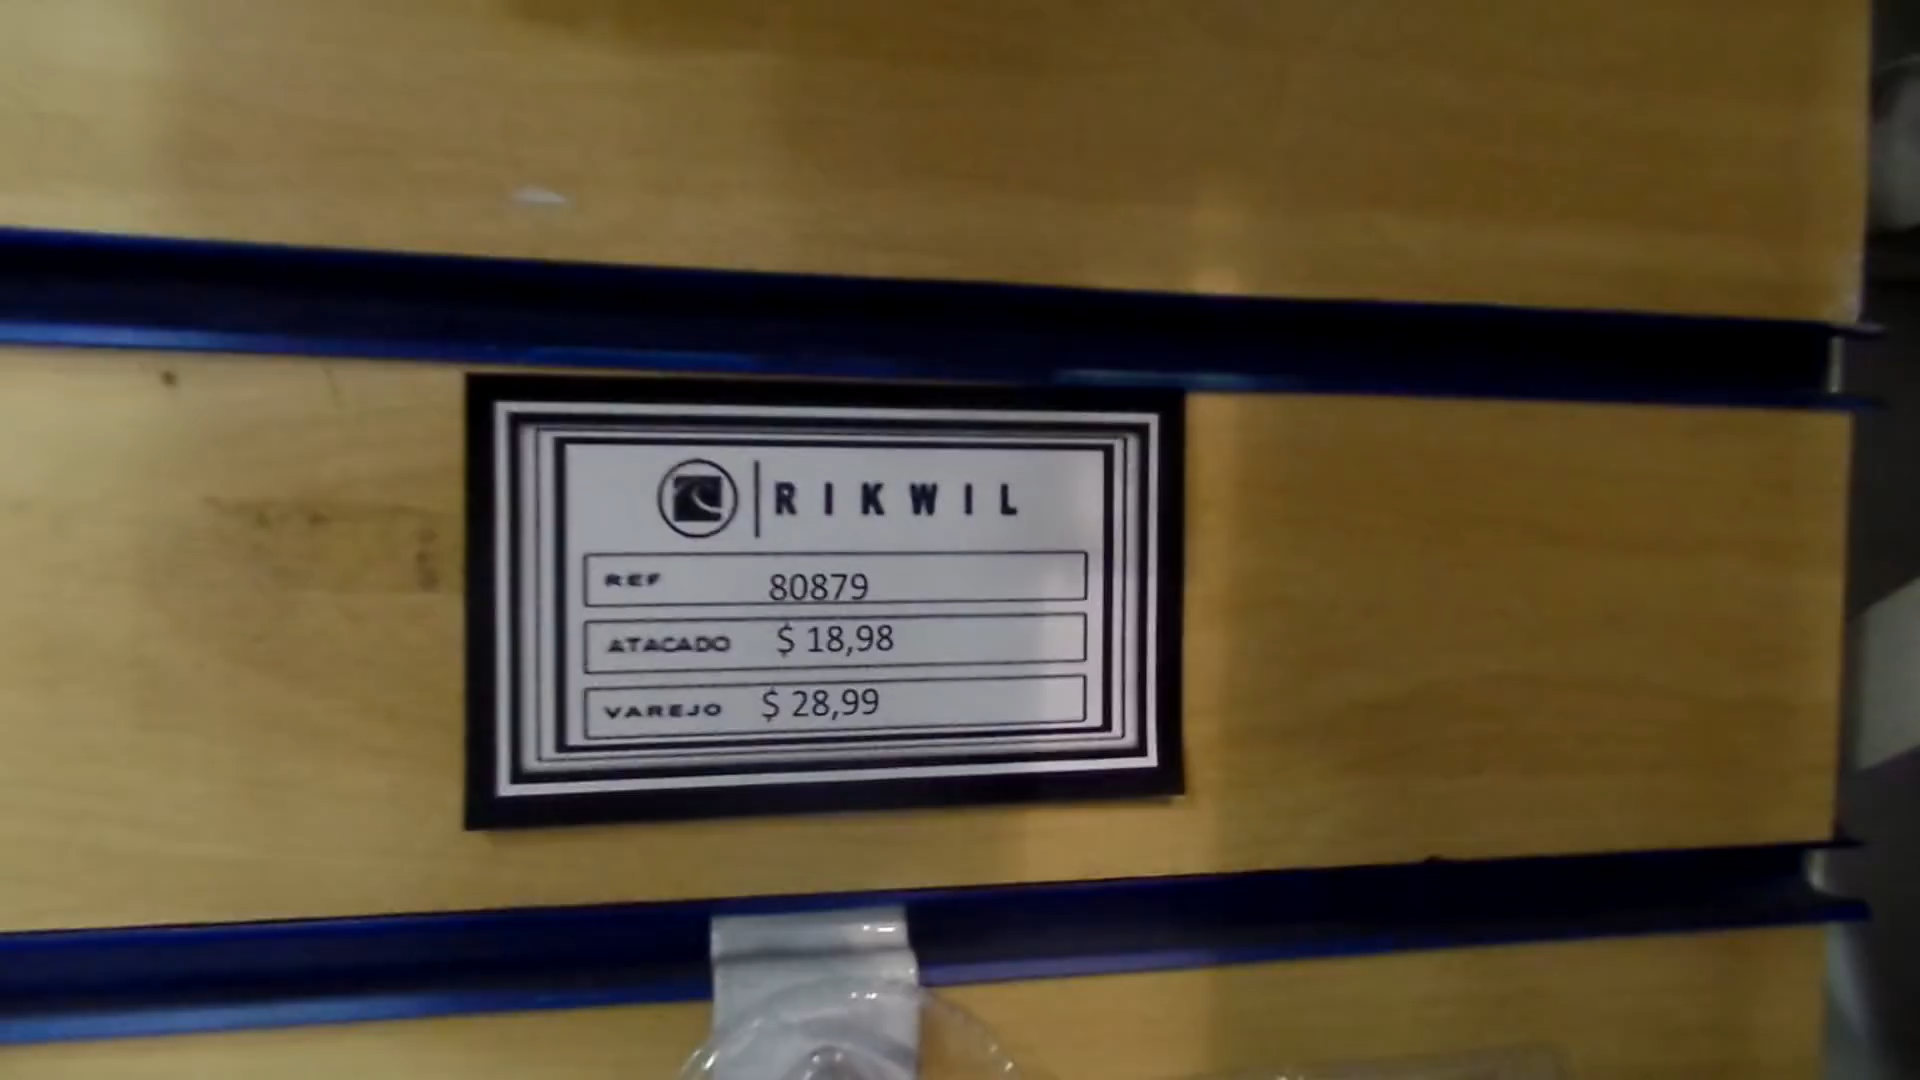 RIKWIL
REF 80879
ATACADO $ 18,98
VAREJO $ 28,99